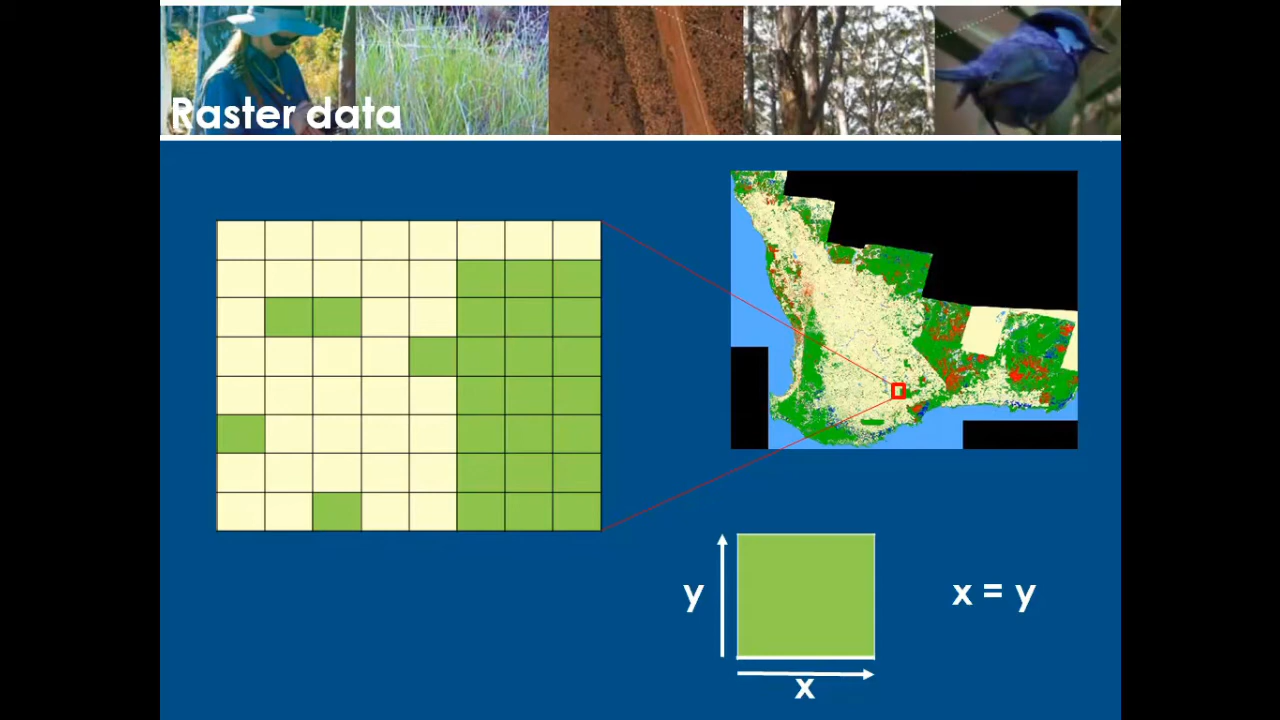 Raster data
y
x = y
x